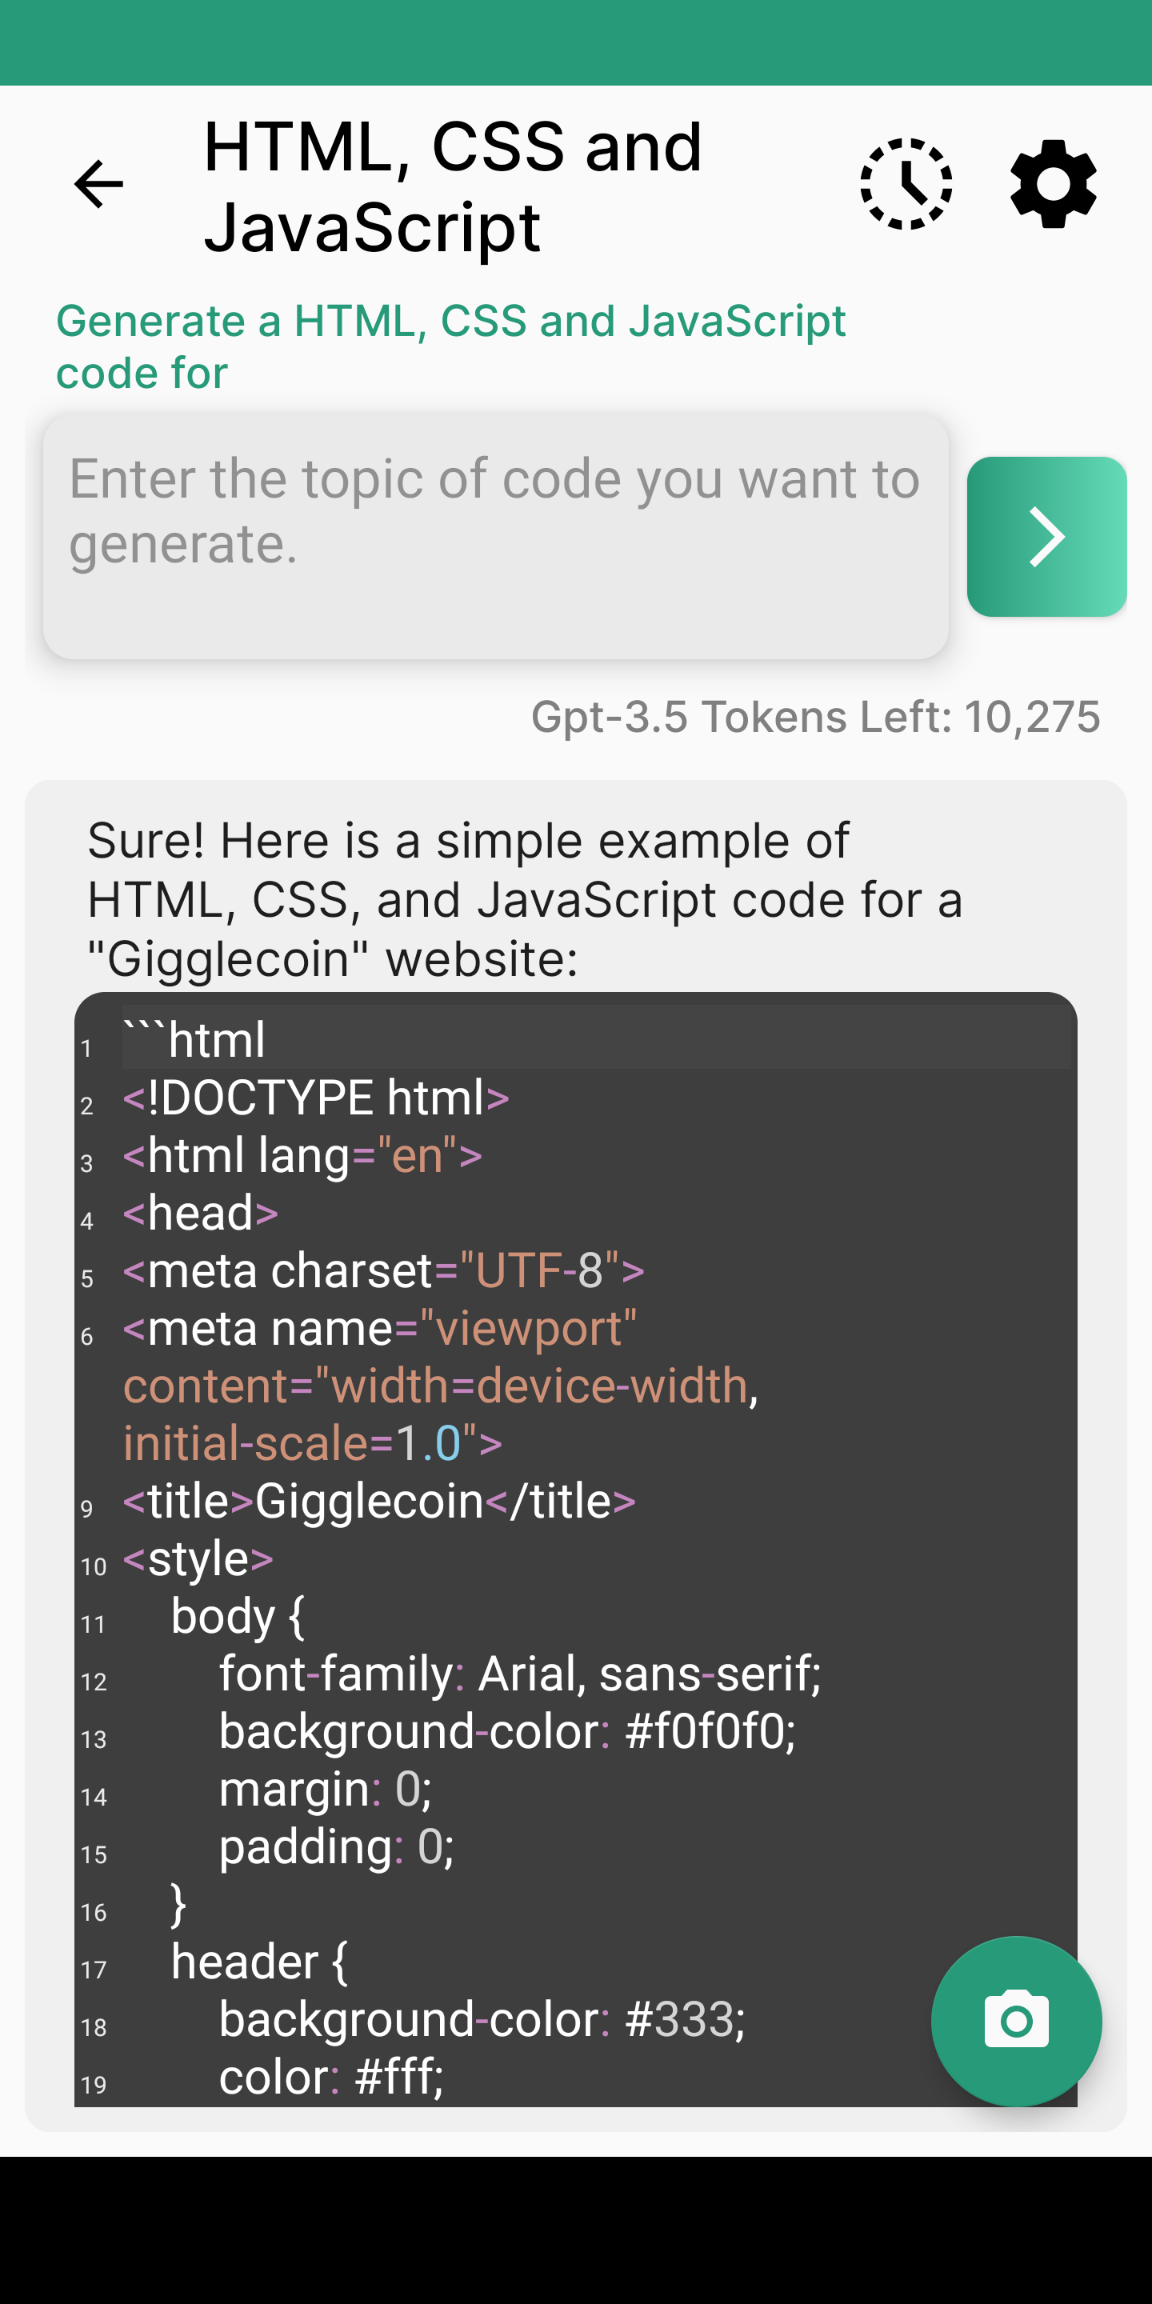 HTML, CSS and
JavaScript
Generate a HTML, CSS and JavaScript
code for
Enter the topic of code you want to
generate.
Gpt-3.5 Tokens Left: 10,275
Sure! Here is a simple example of
HTML, CSS, and JavaScript code for a
"Gigglecoin" website:
1 ```html
2 <!DOCTYPE html>
3 <html lang="en">
4 <head>
5 <meta charset="UTF-8">
6 <meta name="viewport"
content="width=device-width,
initial-scale=1.0">
9 <title>Gigglecoin</title>
10 <style>
11     body {
12         font-family: Arial, sans-serif;
13         background-color: #f0f0f0;
14         margin: 0;
15         padding: 0;
16     }
17     header {
18         background-color: #333;
19         color: #fff;